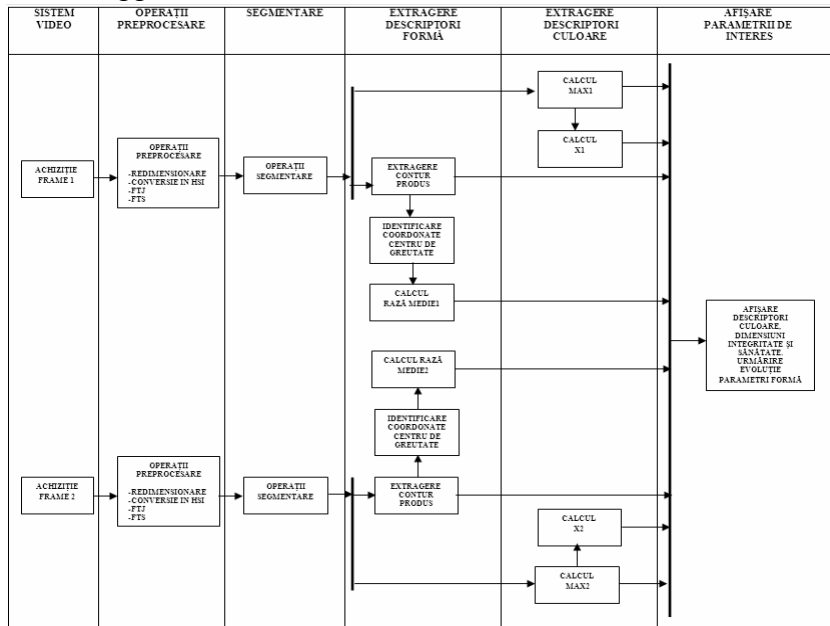 SISTEM
VIDEO
OPERAȚII
PREPROCESARE
SEGMENTARE
EXTRAGERE
DESCRIPTORI
FORMĂ
EXTRAGERE
DESCRIPTORI
CULOARE
AFIȘARE
PARAMETRII DE
INTERES
CALCUL
MAX1
CALCUL
X1
ACHIZIȚIE
FRAME 1
OPERAȚII
PREPROCESARE
-REDIMENSIONARE
-CONVERSIE IN HSI
-FTJ
-FTS
OPERAȚII
SEGMENTARE
EXTRAGERE
CONTUR
PRODUS
IDENTIFICARE
COORDONATE
CENTRU DE
GREUTATE
CALCUL
RAZĂ MEDIE1
AFIȘARE
DESCRIPTORI
CULOARE,
DIMENSIUNI
INTEGRITATE ȘI
SĂNĂTATE.
URMĂRIRE
EVOLUȚIE
PARAMETRI FORMĂ
CALCUL RAZĂ
MEDIE2
IDENTIFICARE
COORDONATE
CENTRU DE
GREUTATE
ACHIZIȚIE
FRAME 2
OPERAȚII
PREPROCESARE
-REDIMENSIONARE
-CONVERSIE IN HSI
-FTJ
-FTS
OPERAȚII
SEGMENTARE
EXTRAGERE
CONTUR
PRODUS
CALCUL
X2
CALCUL
MAX2